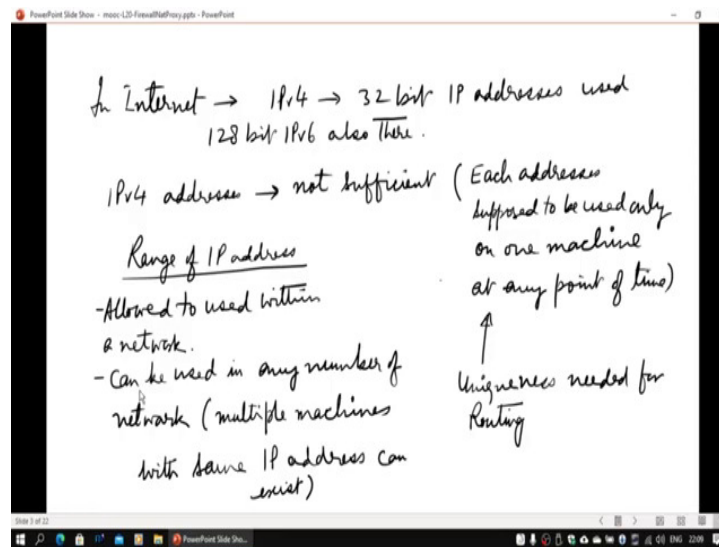 PowerPoint Slide Show - mooc-L20-FirewallNatProxy.pptx - PowerPoint
In Internet → IPv4 → 32 bit IP addresses used
128 bit IPv6 also There.
IPv4 addresses → not sufficient (Each addresses
supposed to be used only
on one machine
at any point of time)
Uniqueness needed for
Routing
Range of IP address
- Allowed to used within
a network.
- Can be used in any number of
network (multiple machines
with same IP address can
exist)
Slide 3 of 22
PowerPoint Slide Sho...
ENG 22:09